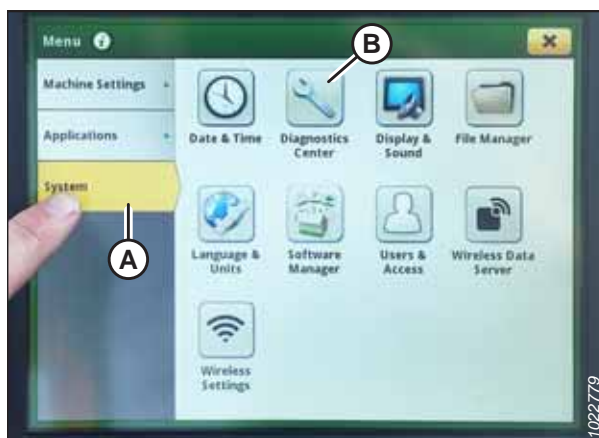 Menu i
B
Machine Settings
Applications
System
A
Date & Time
Diagnostics
Center
Display &
Sound
File Manager
Language &
Units
Software
Manager
Users &
Access
Wireless Data
Server
Wireless
Settings
1022779